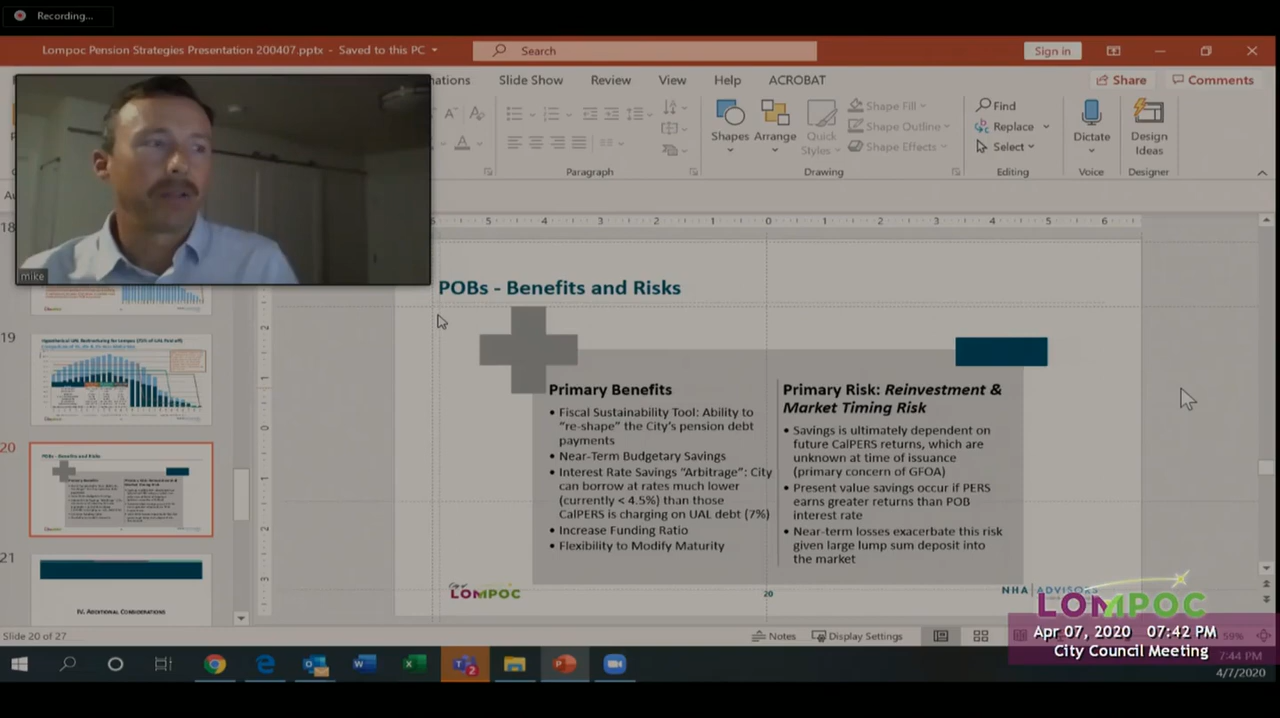 Recording...
Lompoc Pension Strategies Presentation 200407.pptx - Saved to this PC
Search
Sign in
Slide Show Review View Help ACROBAT
Share Comments
Shapes Arrange Quick Styles
Shape Fill
Shape Outline
Shape Effects
Find
Replace
Select
Dictate
Design Ideas
Paragraph Drawing Editing Voice Designer
mike
18
19
20
21
IV. ADDITIONAL CONSIDERATIONS
POBs - Benefits and Risks
Primary Benefits
• Fiscal Sustainability Tool: Ability to
“re-shape” the City's pension debt
payments
• Near-Term Budgetary Savings
• Interest Rate Savings “Arbitrage”: City
can borrow at rates much lower
(currently < 4.5%) than those
CalPERS is charging on UAL debt (7%)
• Increase Funding Ratio
• Flexibility to Modify Maturity
Primary Risk: Reinvestment &
Market Timing Risk
• Savings is ultimately dependent on
future CalPERS returns, which are
unknown at time of issuance
(primary concern of GFOA)
• Present value savings occur if PERS
earns greater returns than POB
interest rate
• Near-term losses exacerbate this risk
given large lump sum deposit into
the market
City of
LOMPOC
20
NHA | ADVISORS
LOMPOC
Apr 07, 2020 07:42 PM
City Council Meeting
Slide 20 of 27
Notes Display Settings
59%
7:44 PM
4/7/2020